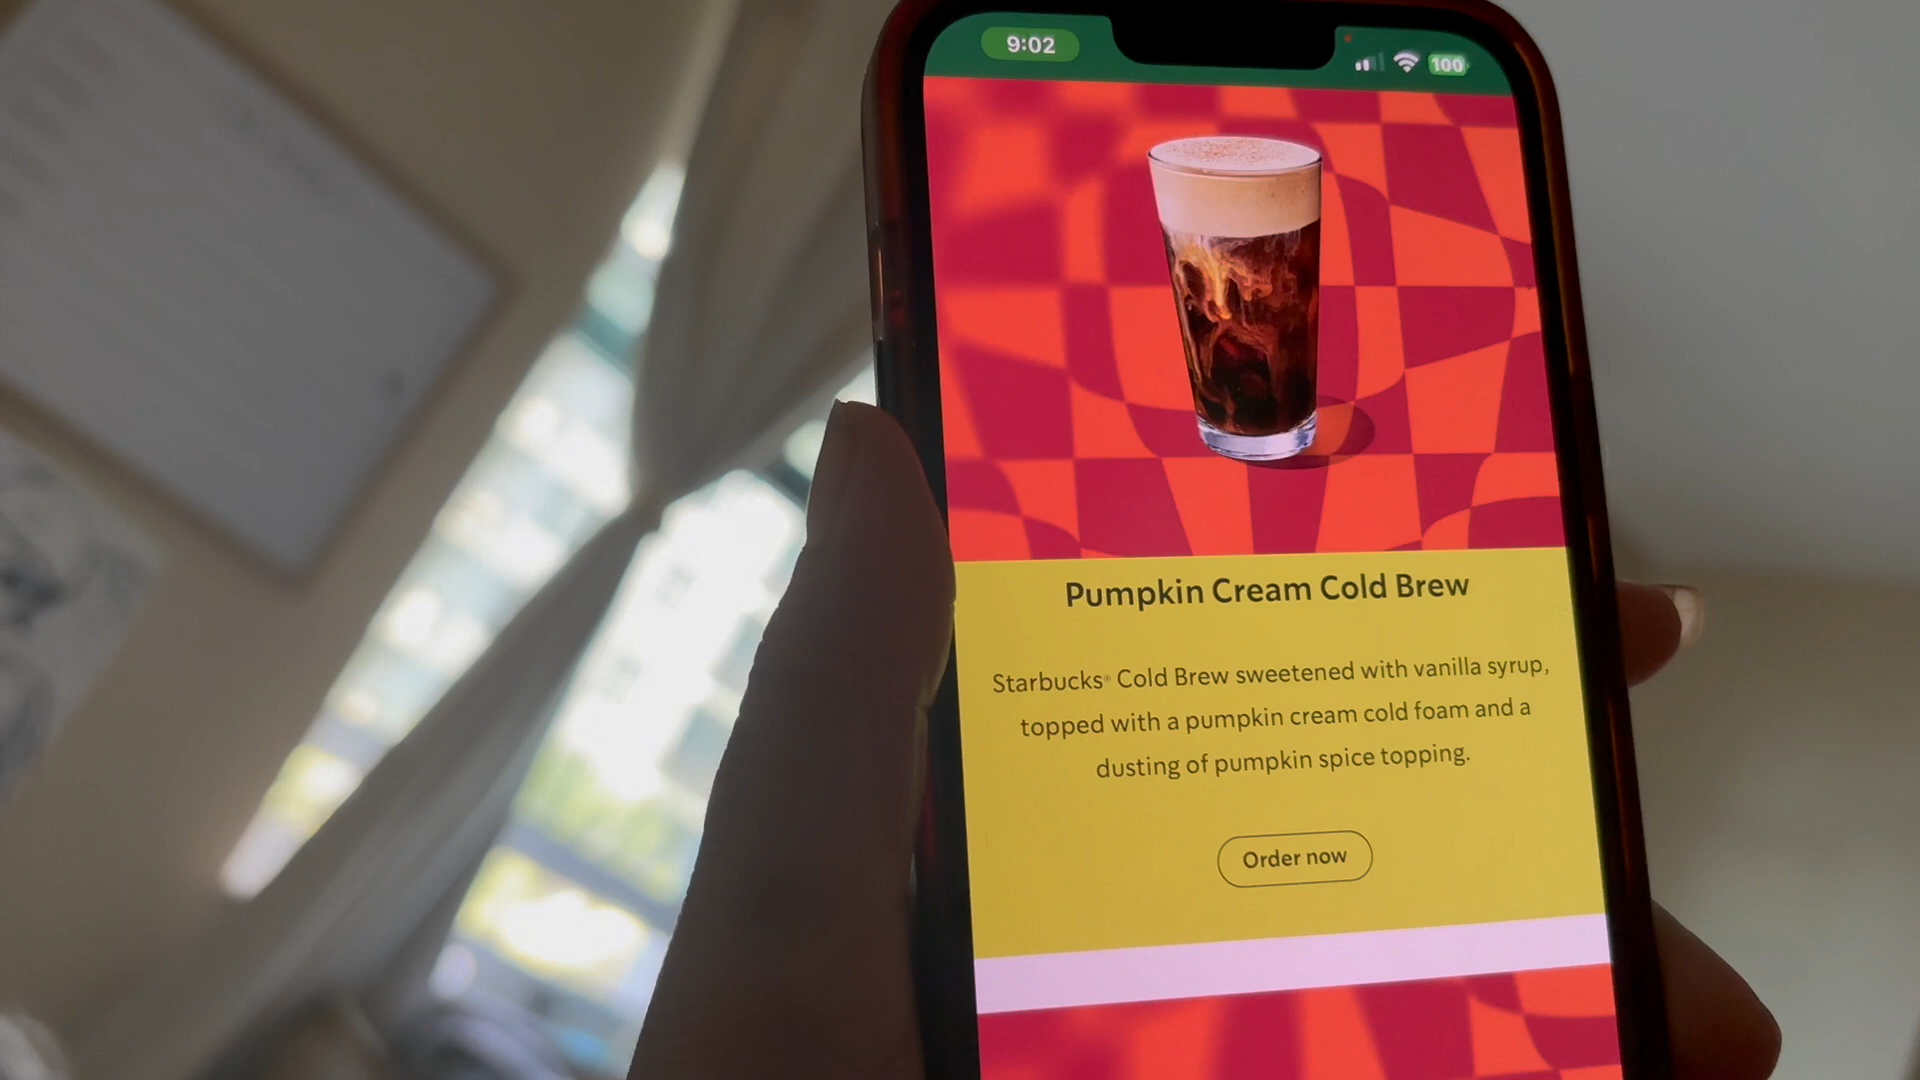 9:02
100
Pumpkin Cream Cold Brew
Starbucks® Cold Brew sweetened with vanilla syrup,
topped with a pumpkin cream cold foam and a
dusting of pumpkin spice topping.
Order now